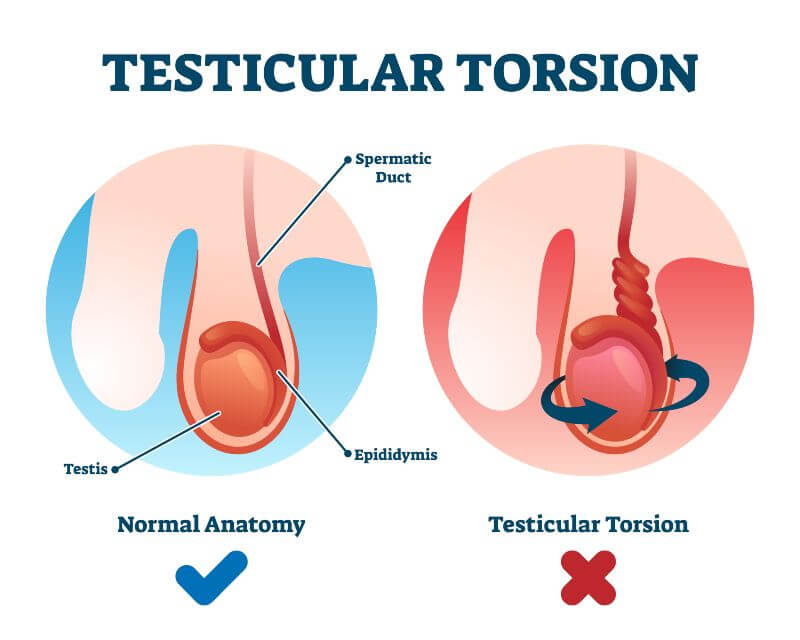 TESTICULAR TORSION
Spermatic
Duct
Testis
Epididymis
Normal Anatomy
Testicular Torsion